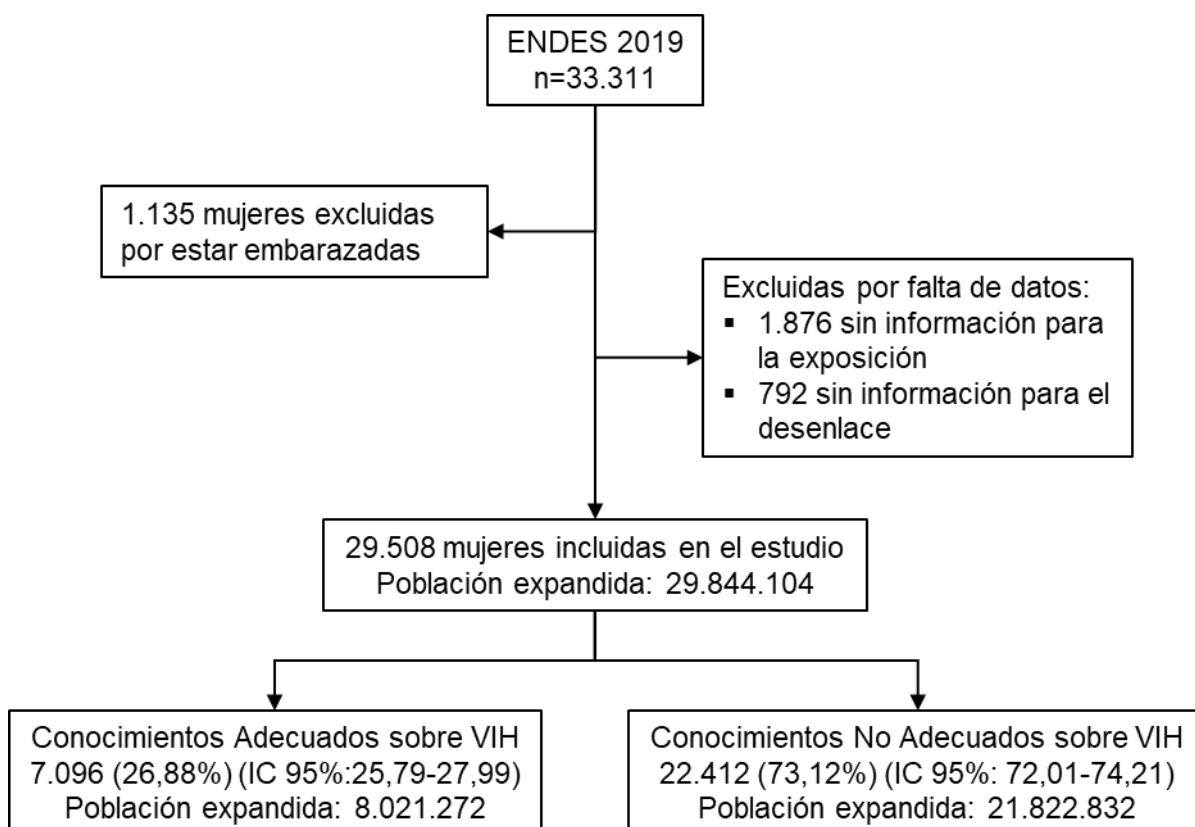 ENDES 2019
n=33.311
1.135 mujeres excluidas
por estar embarazadas
Excluidas por falta de datos:
▪ 1.876 sin información para
la exposición
▪ 792 sin información para el
desenlace
29.508 mujeres incluidas en el estudio
Población expandida: 29.844.104
Conocimientos Adecuados sobre VIH
7.096 (26,88%) (IC 95%:25,79-27,99)
Población expandida: 8.021.272
Conocimientos No Adecuados sobre VIH
22.412 (73,12%) (IC 95%: 72,01-74,21)
Población expandida: 21.822.832